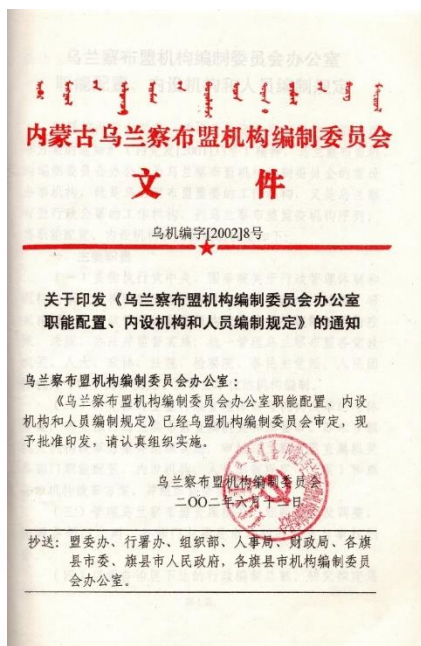 内蒙古乌兰察布盟机构编制委员会
文 件
乌机编字[2002]8号
关于印发《乌兰察布盟机构编制委员会办公室
职能配置、内设机构和人员编制规定》的通知
乌兰察布盟机构编制委员会办公室：
《乌兰察布盟机构编制委员会办公室职能配置、内设
机构和人员编制规定》已经乌盟机构编制委员会审定，现
予批准印发，请认真组织实施。
乌兰察布盟机构编制委员会
二〇〇二年六月十二日
抄送：盟委办、行署办、组织部、人事局、财政局、各旗
县市委、旗县市人民政府，各旗县市机构编制委员
会办公室。